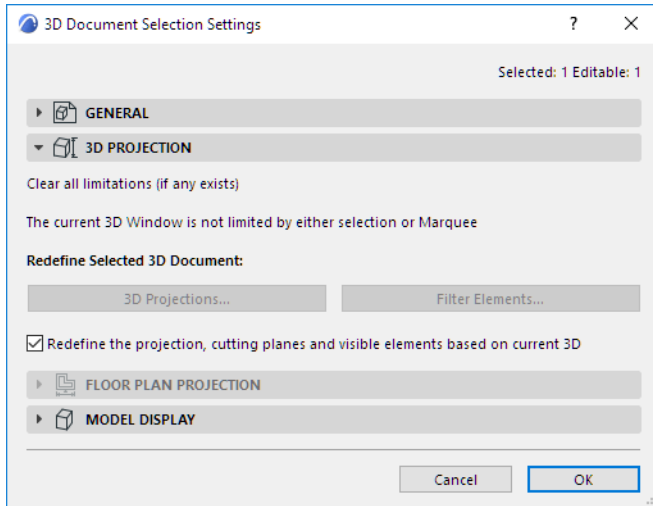 3D Document Selection Settings
Selected: 1 Editable: 1
GENERAL
3D PROJECTION
Clear all limitations (if any exists)
The current 3D Window is not limited by either selection or Marquee
Redefine Selected 3D Document:
3D Projections...
Filter Elements...
Redefine the projection, cutting planes and visible elements based on current 3D
FLOOR PLAN PROJECTION
MODEL DISPLAY
Cancel
OK